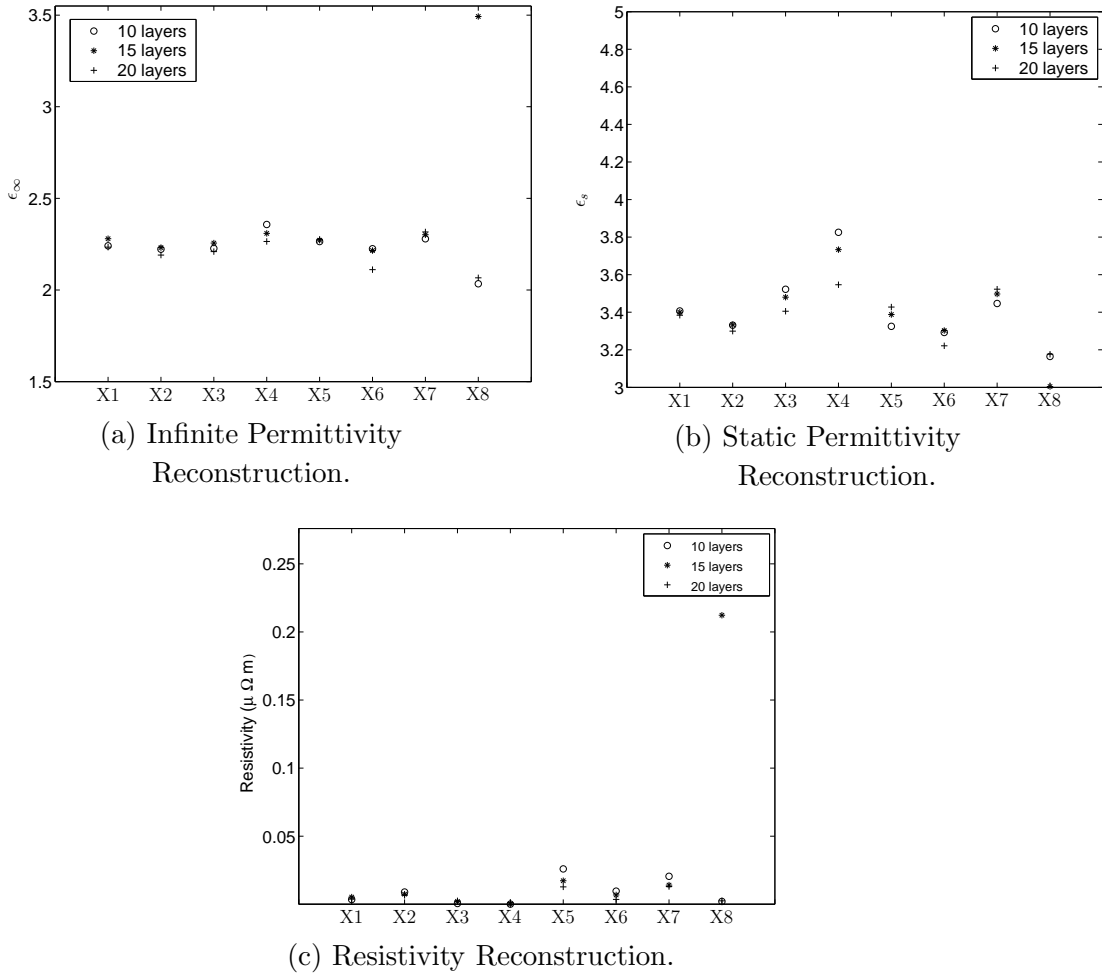 3.5
3
2.5
2
1.5
ϵ∞
10 layers
15 layers
20 layers
X1 X2 X3 X4 X5 X6 X7 X8
(a) Infinite Permittivity
Reconstruction.
5
4.8
4.6
4.4
4.2
4
3.8
3.6
3.4
3.2
3
ϵs
10 layers
15 layers
20 layers
X1 X2 X3 X4 X5 X6 X7 X8
(b) Static Permittivity
Reconstruction.
0.25
0.2
0.15
0.1
0.05
Resistivity (μ Ω m)
10 layers
15 layers
20 layers
X1 X2 X3 X4 X5 X6 X7 X8
(c) Resistivity Reconstruction.